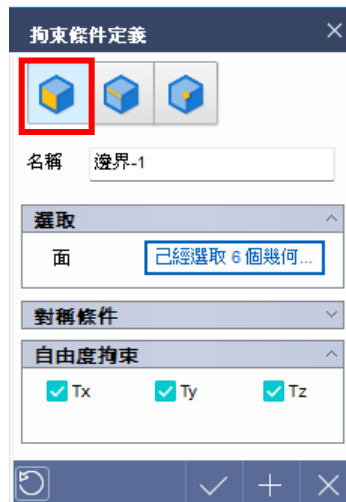 拘束條件定義
名稱 邊界-1
選取
面 已經選取 6 個幾何...
對稱條件
自由度拘束
Tx Ty Tz